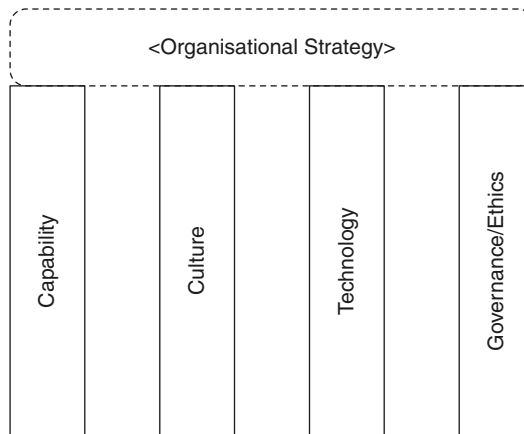 <Organisational Strategy>
Capability
Culture
Technology
Governance/Ethics